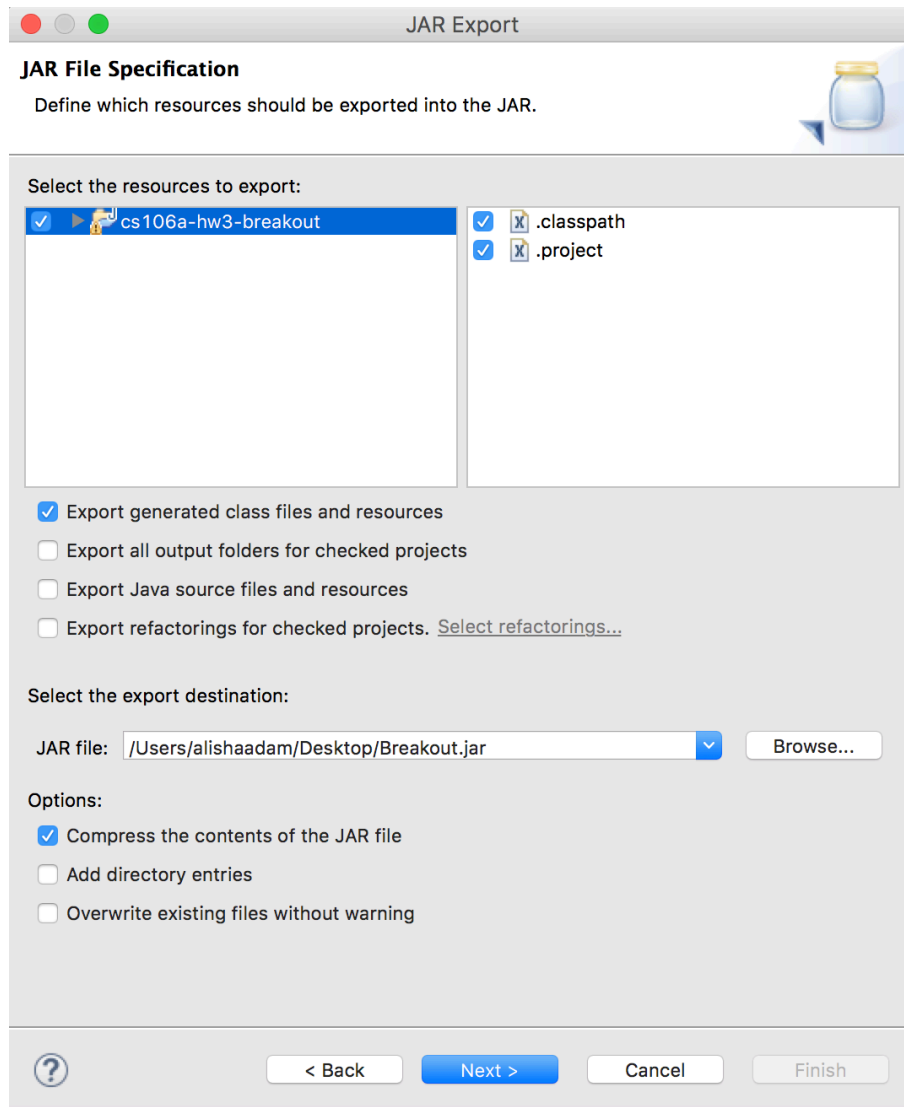 JAR Export
JAR File Specification
Define which resources should be exported into the JAR.
Select the resources to export:
cs106a-hw3-breakout
.classpath
.project
Export generated class files and resources
Export all output folders for checked projects
Export Java source files and resources
Export refactorings for checked projects. Select refactorings...
Select the export destination:
JAR file: /Users/alishaadam/Desktop/Breakout.jar Browse...
Options:
Compress the contents of the JAR file
Add directory entries
Overwrite existing files without warning
? < Back Next > Cancel Finish